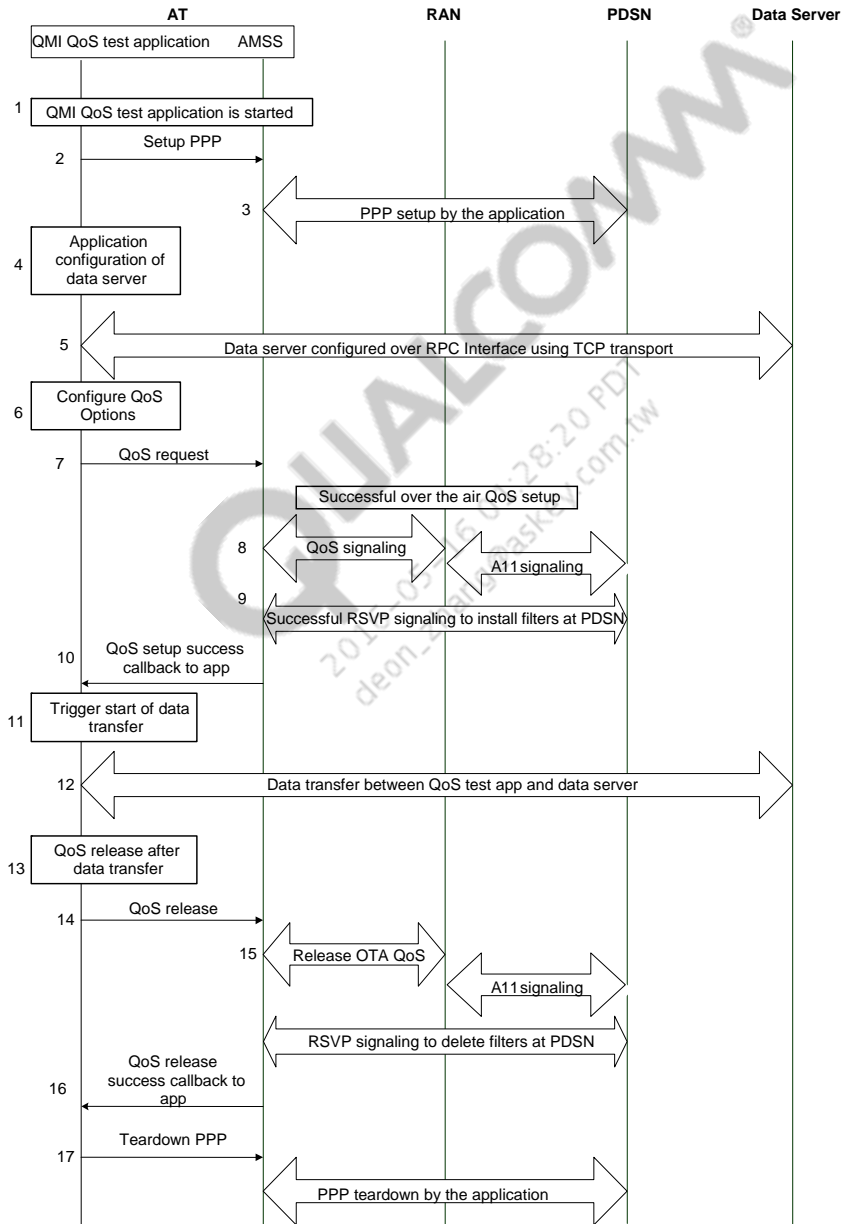 AT RAN PDSN Data Server
QMI QoS test application AMSS
1 QMI QoS test application is started
Setup PPP
2
3 PPP setup by the application
4 Application
configuration of
data server
5 Data server configured over RPC Interface using TCP transport
6 Configure QoS
Options
7 QoS request
Successful over the air QoS setup
8 QoS signaling
A11 signaling
9 Successful RSVP signaling to install filters at PDSN
10 QoS setup success
callback to app
11 Trigger start of data
transfer
12 Data transfer between QoS test app and data server
13 QoS release after
data transfer
14 QoS release
15 Release OTA QoS
A11 signaling
RSVP signaling to delete filters at PDSN
16 QoS release
success callback to
app
17 Teardown PPP
PPP teardown by the application
QUALCOMM